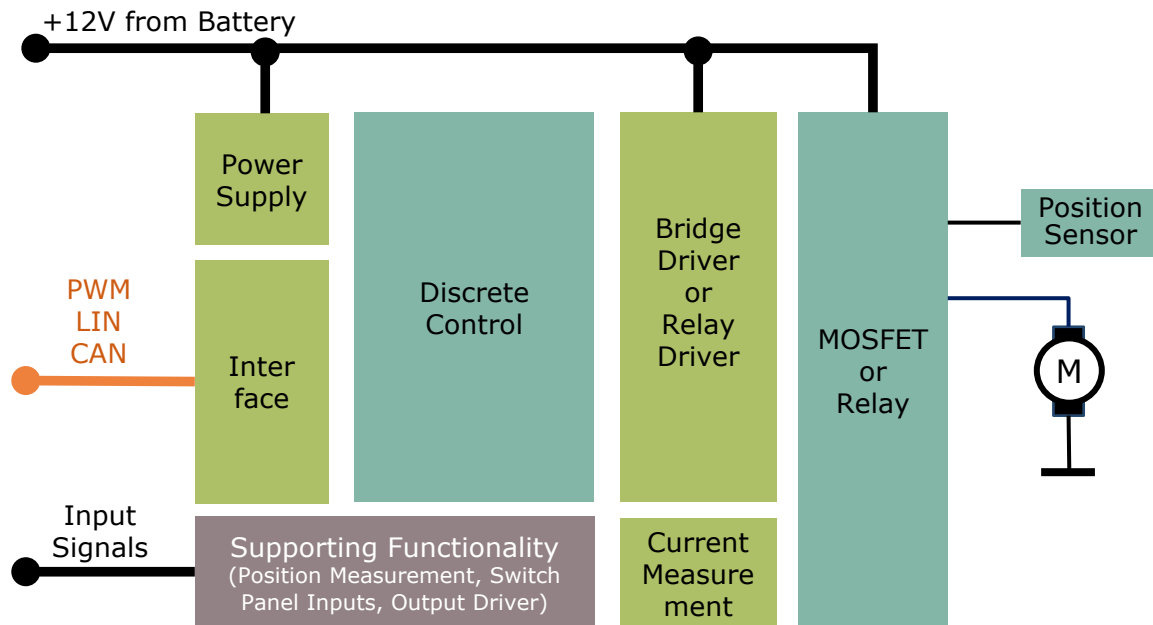 +12V from Battery
Power
Supply
Discrete
Control
Bridge
Driver
or
Relay
Driver
MOSFET
or
Relay
Position
Sensor
M
PWM
LIN
CAN
Inter
face
Input
Signals
Supporting Functionality
(Position Measurement, Switch
Panel Inputs, Output Driver)
Current
Measure
ment